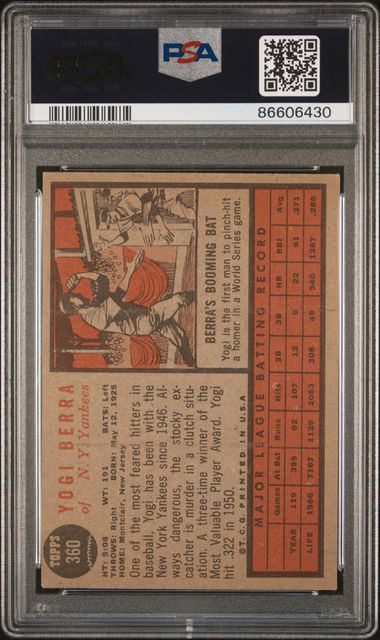 PSA
PSA
86606430
TOPPS
360
YOGI BERRA
of N. Y. Yankees
HT: 5:08 WT: 191 BATS: Left
THROWS: Right BORN: May 12, 1925
HOME: Montclair, New Jersey
One of the most feared hitters in
baseball, Yogi has been with the
New York Yankees since 1946. Al-
ways dangerous, the stocky ex-
catcher is murder in a clutch situ-
ation. A three-time winner of the
Most Valuable Player Award, Yogi
hit .322 in 1950.
© T.C.G. PRINTED IN U.S.A.
BERRA'S BOOMING BAT
Yogi is the first man to pinch-hit
a homer in a World Series game.
MAJOR LEAGUE BATTING RECORD
Games At Bat Runs Hits 2B 3B HR RBI Avg.
YEAR 119 395 62 107 12 0 22 61 .271
LIFE 1966 7167 1129 2053 308 49 340 1387 .286